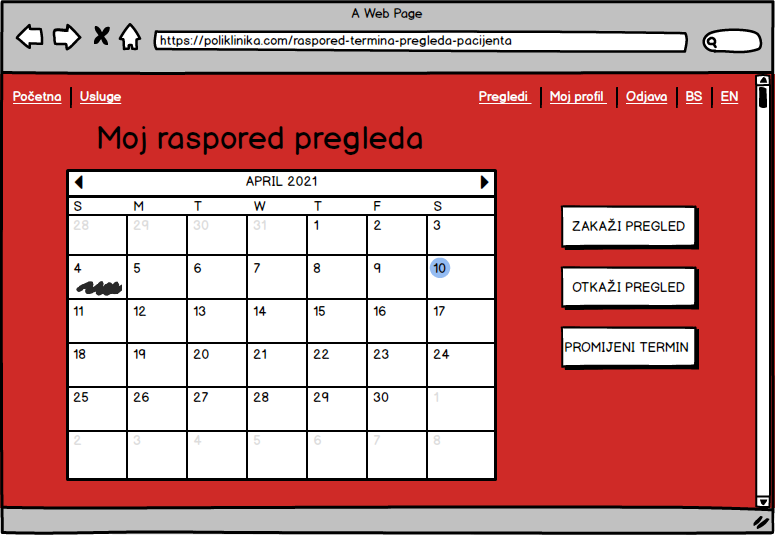 A Web Page
https://poliklinika.com/raspored-termina-pregleda-pacijenta
Početna Usluge Pregledi Moj profil Odjava BS EN
Moj raspored pregleda
APRIL 2021
S M T W T F S
28 29 30 31 1 2 3
4 5 6 7 8 9 10
11 12 13 14 15 16 17
18 19 20 21 22 23 24
25 26 27 28 29 30 1
2 3 4 5 6 7 8
ZAKAŽI PREGLED
OTKAŽI PREGLED
PROMIJENI TERMIN